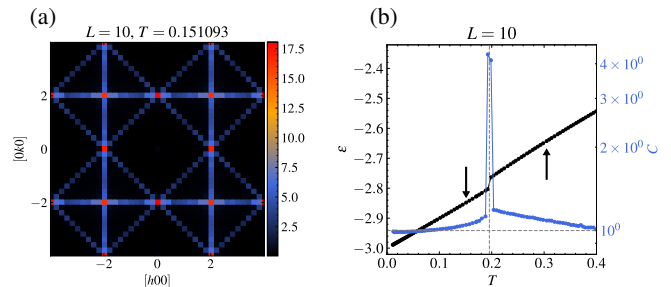 (a)
L = 10, T = 0.151093
[0k0]
2
0
−2
−2
0
2
[h00]
17.5
15.0
12.5
10.0
7.5
5.0
2.5
(b)
L = 10
ε
−2.4
−2.5
−2.6
−2.7
−2.8
−2.9
−3.0
0.0
0.1
0.2
0.3
0.4
T
4 × 10⁰
3 × 10⁰
2 × 10⁰
10⁰
C